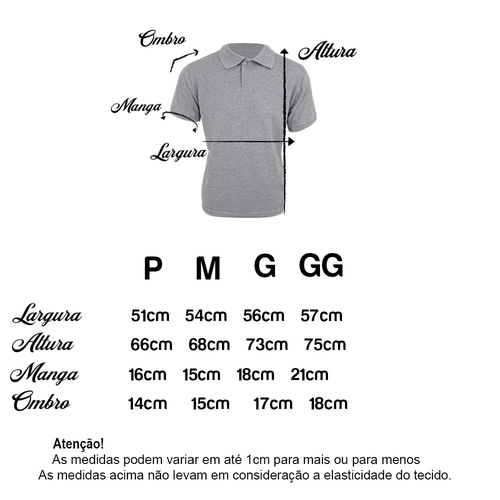 Ombro
Altura
Manga
Largura
P M G GG
Largura 51cm 54cm 56cm 57cm
Altura 66cm 68cm 73cm 75cm
Manga 16cm 15cm 18cm 21cm
Ombro 14cm 15cm 17cm 18cm
Atenção!
As medidas podem variar em até 1cm para mais ou para menos
As medidas acima não levam em consideração a elasticidade do tecido.